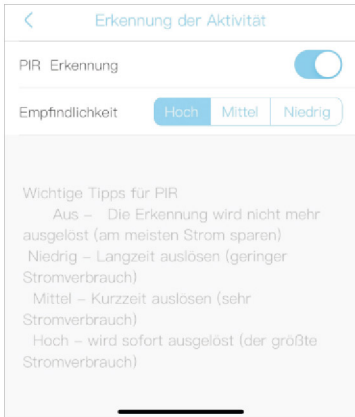 Erkennung der Aktivität
PIR Erkennung
Empfindlichkeit Hoch Mittel Niedrig
Wichtige Tipps für PIR
Aus – Die Erkennung wird nicht mehr
ausgelöst (am meisten Strom sparen)
Niedrig – Langzeit auslösen (geringer
Stromverbrauch)
Mittel – Kurzzeit auslösen (sehr
Stromverbrauch)
Hoch – wird sofort ausgelöst (der größte
Stromverbrauch)